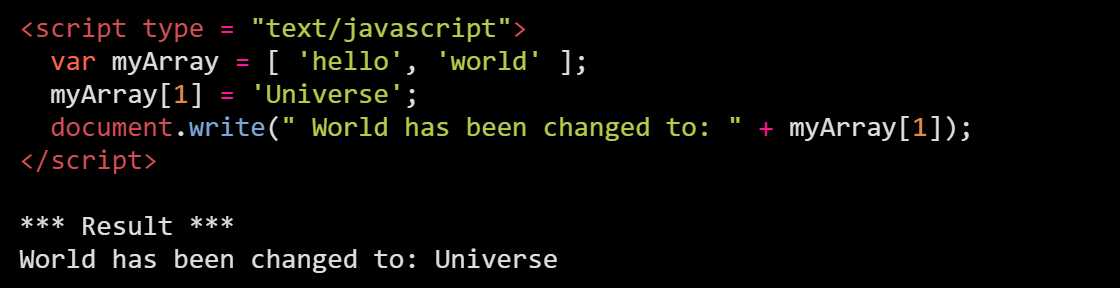 <script type = "text/javascript">
  var myArray = [ 'hello', 'world' ];
  myArray[1] = 'Universe';
  document.write(" World has been changed to: " + myArray[1]);
</script>

*** Result ***
World has been changed to: Universe